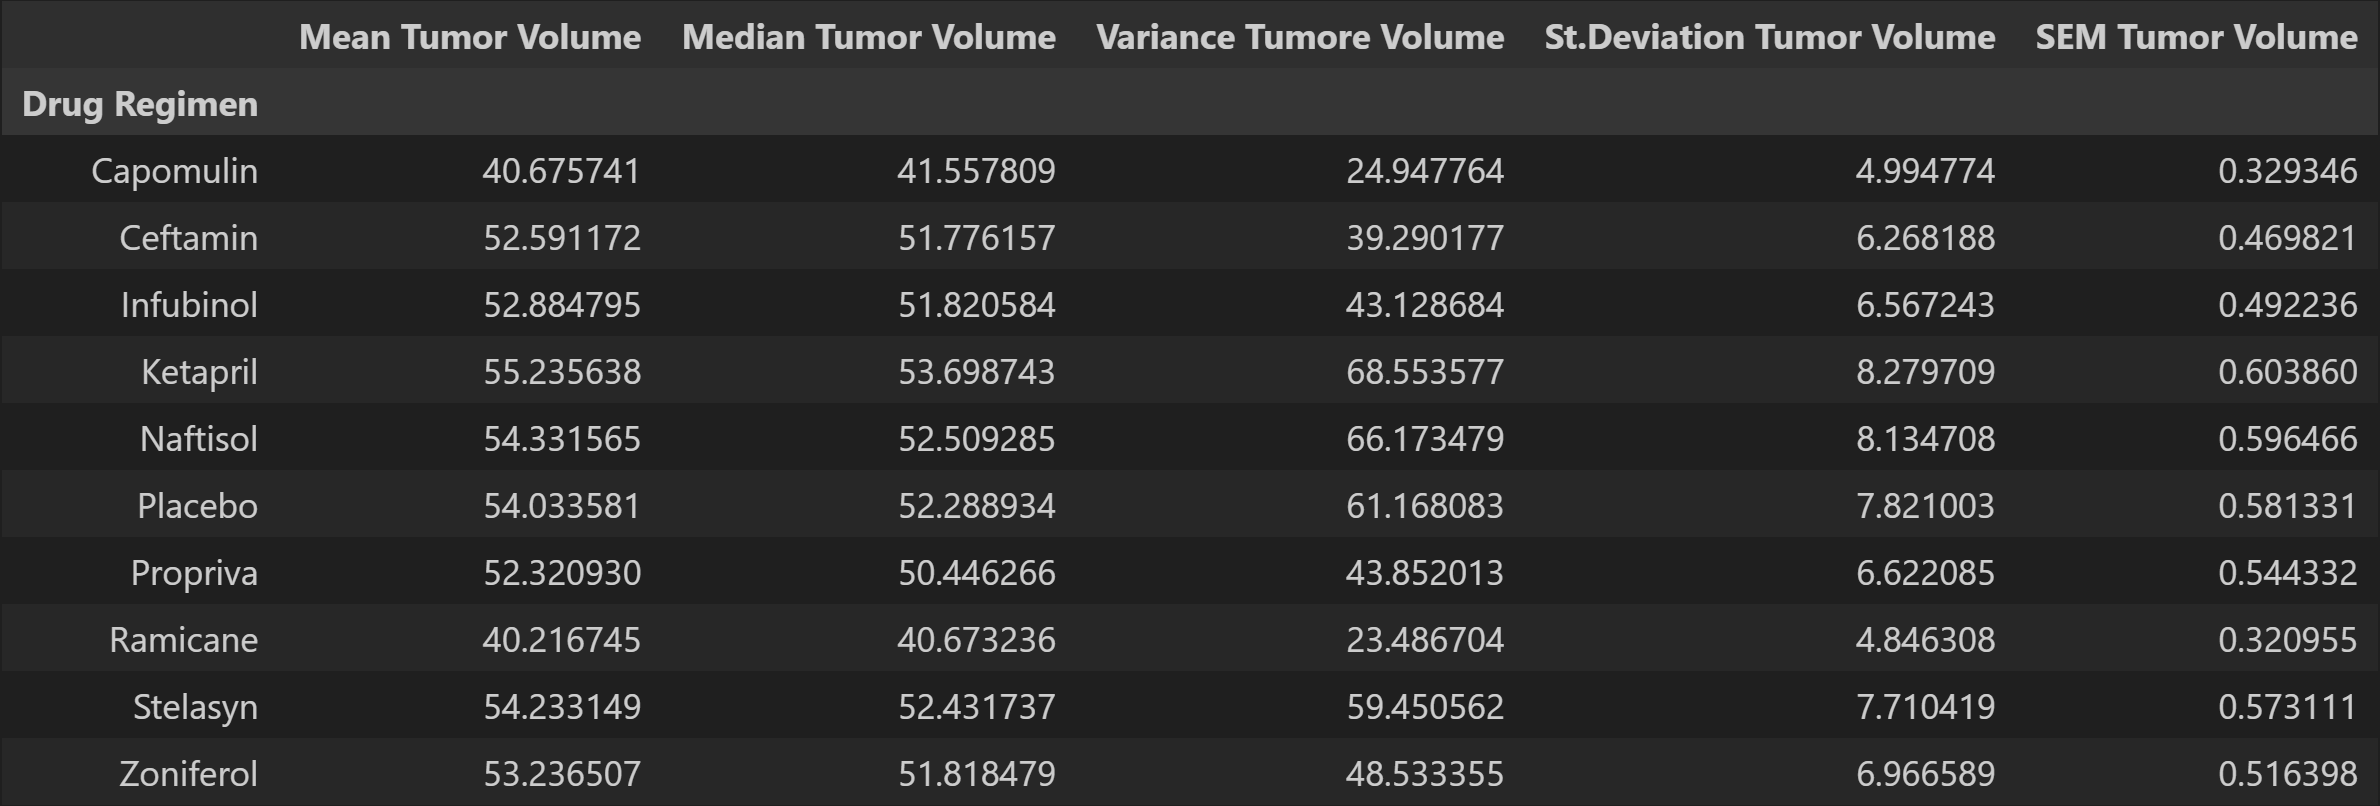 Mean Tumor Volume Median Tumor Volume Variance Tumore Volume St.Deviation Tumor Volume SEM Tumor Volume
Drug Regimen
Capomulin 40.675741 41.557809 24.947764 4.994774 0.329346
Ceftamin 52.591172 51.776157 39.290177 6.268188 0.469821
Infubinol 52.884795 51.820584 43.128684 6.567243 0.492236
Ketapril 55.235638 53.698743 68.553577 8.279709 0.603860
Naftisol 54.331565 52.509285 66.173479 8.134708 0.596466
Placebo 54.033581 52.288934 61.168083 7.821003 0.581331
Propriva 52.320930 50.446266 43.852013 6.622085 0.544332
Ramicane 40.216745 40.673236 23.486704 4.846308 0.320955
Stelasyn 54.233149 52.431737 59.450562 7.710419 0.573111
Zoniferol 53.236507 51.818479 48.533355 6.966589 0.516398